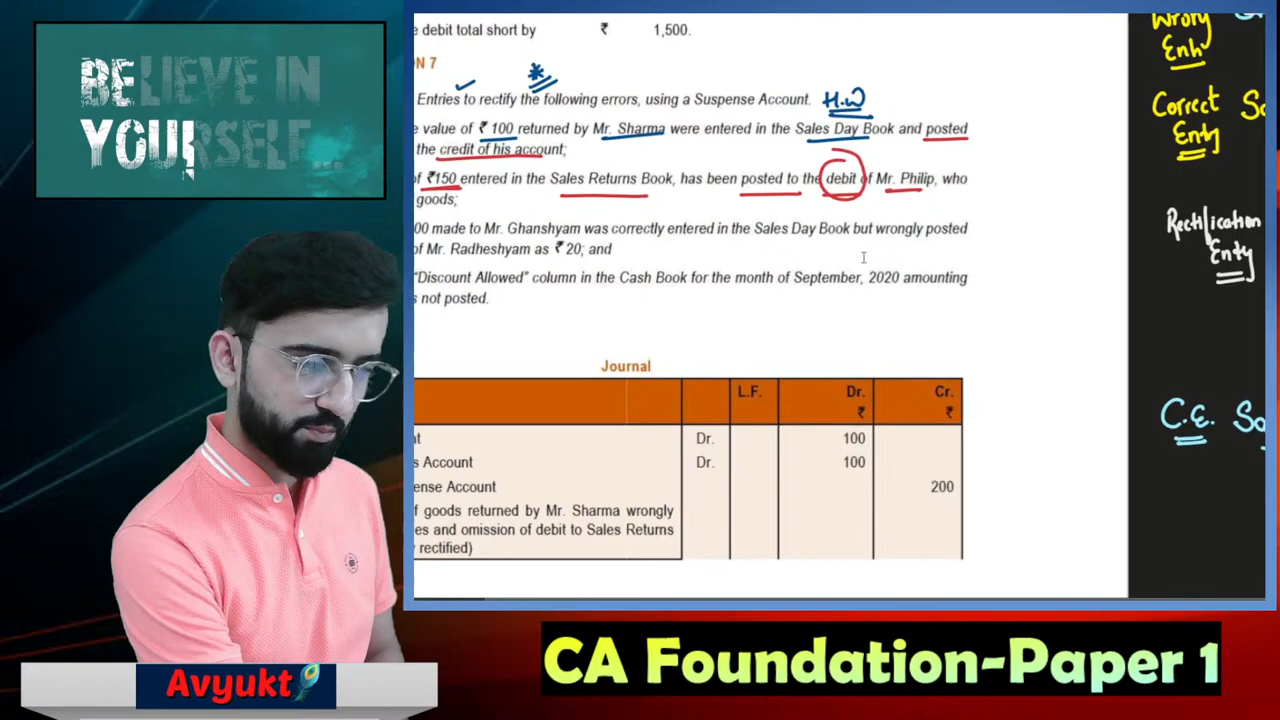 BELIEVE IN
YOURSELF...
e debit total short by ₹ 1,500.
ON 7
Entries to rectify the following errors, using a Suspense Account. H.W
e value of ₹ 100 returned by Mr. Sharma were entered in the Sales Day Book and posted
the credit of his account;
of ₹150 entered in the Sales Returns Book, has been posted to the debit of Mr. Philip, who
goods;
00 made to Mr. Ghanshyam was correctly entered in the Sales Day Book but wrongly posted
of Mr. Radheshyam as ₹ 20; and
"Discount Allowed" column in the Cash Book for the month of September, 2020 amounting
s not posted.
Journal
L.F. Dr. Cr.
₹ ₹
nt Dr. 100
s Account Dr. 100
ense Account 200
f goods returned by Mr. Sharma wrongly
es and omission of debit to Sales Returns
rectified)
Wrong
Enty
Correct
Enty
Rectification
Enty
C.E.
Avyukt
CA Foundation-Paper 1